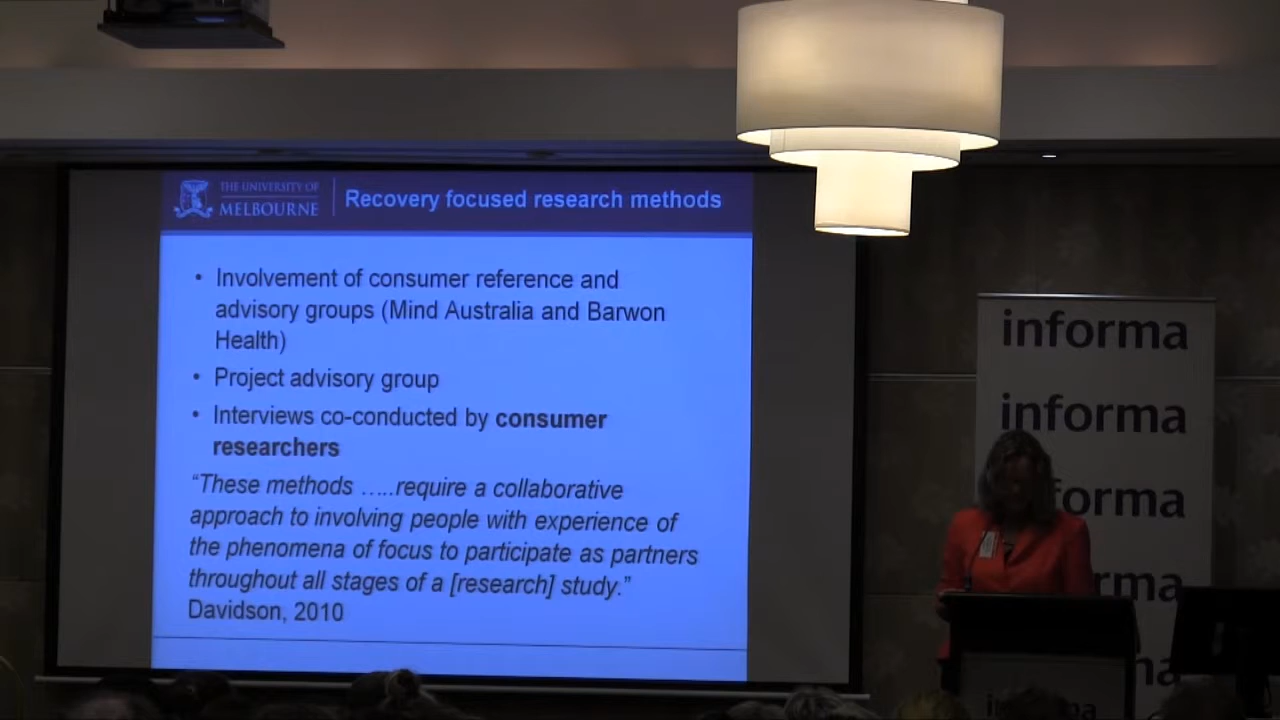 THE UNIVERSITY OF
MELBOURNE
Recovery focused research methods
• Involvement of consumer reference and
advisory groups (Mind Australia and Barwon
Health)
• Project advisory group
• Interviews co-conducted by consumer
researchers
“These methods …..require a collaborative
approach to involving people with experience of
the phenomena of focus to participate as partners
throughout all stages of a [research] study.”
Davidson, 2010
informa
informa
forma
rma
na
informa